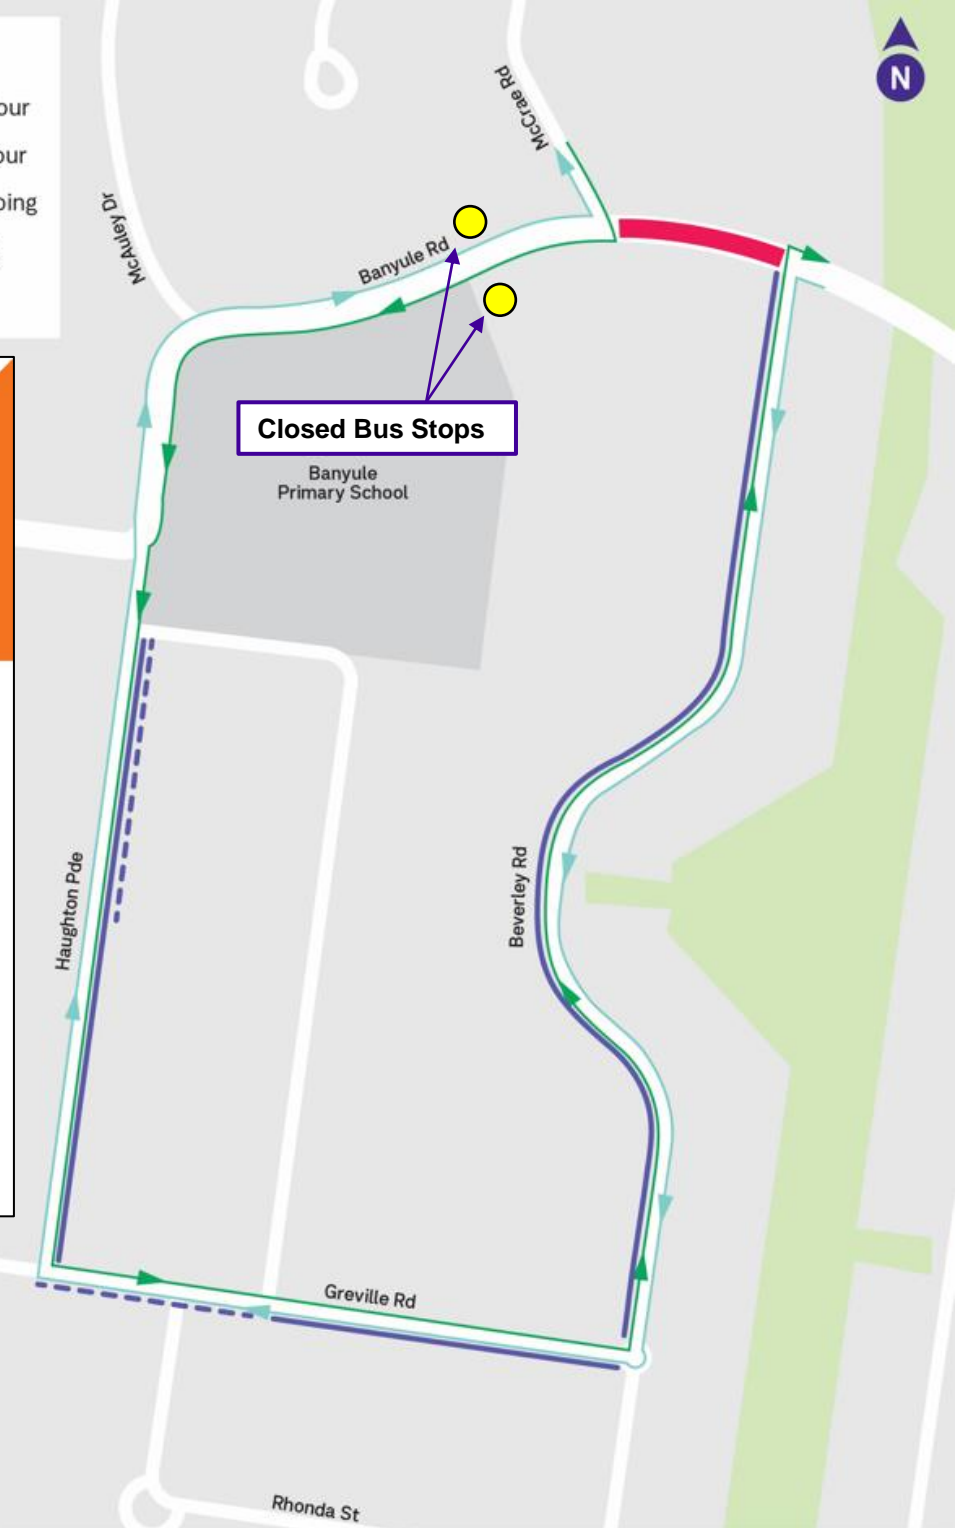 our
our
oing
N
McCrae Rd
McAuley Dr
Banyule Rd
Closed Bus Stops
Banyule
Primary School
Haughton Pde
Beverley Rd
Greville Rd
Rhonda St